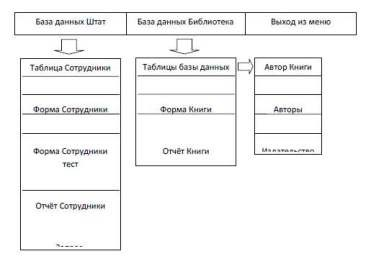 База данных Штат
База данных Библиотека
Выход из меню
Таблица Сотрудники
Форма Сотрудники
Форма Сотрудники
тест
Отчёт Сотрудники
Таблицы базы данных
Форма Книги
Отчёт Книги
Автор Книги
Авторы
Издательство